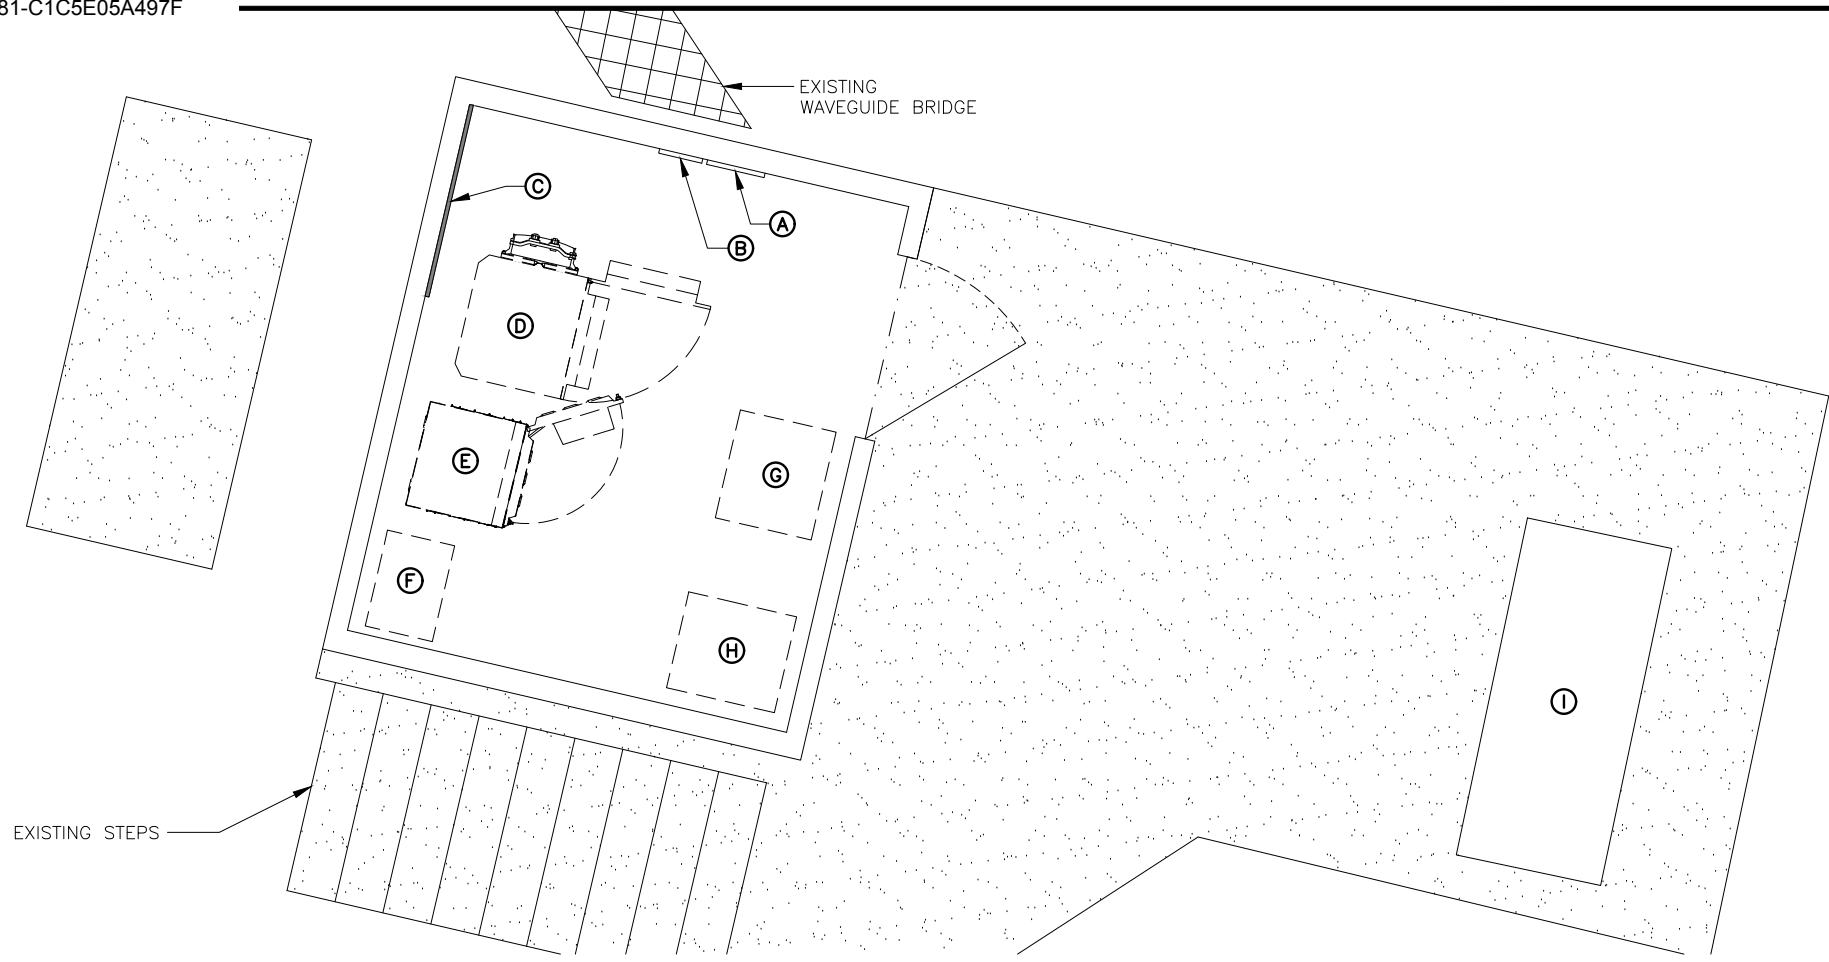 81-C1C5E05A497F
EXISTING
WAVEGUIDE BRIDGE
C
A
B
D
E
G
F
H
I
EXISTING STEPS